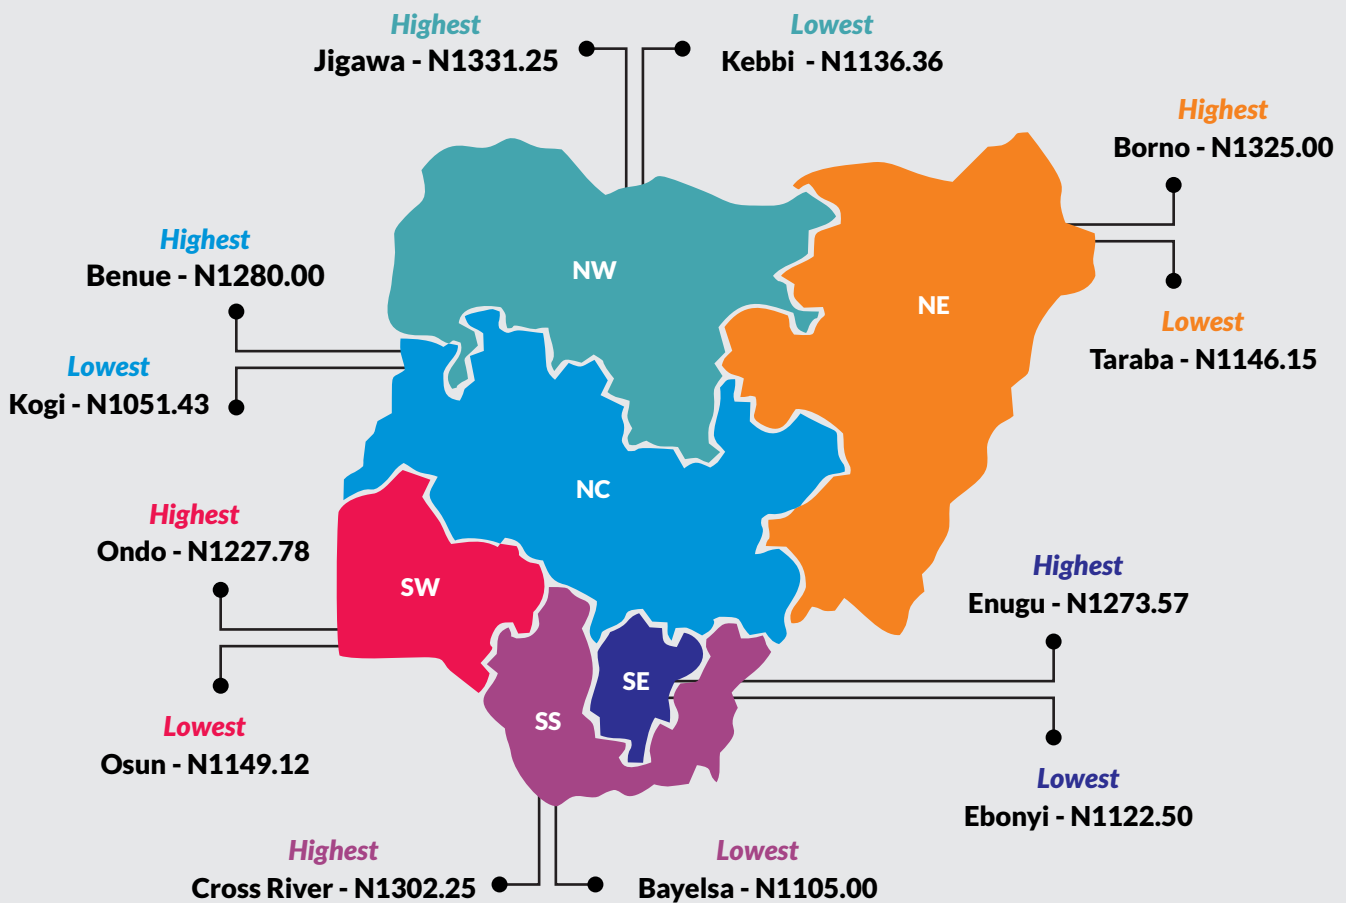 Highest
Jigawa - N1331.25
Lowest
Kebbi - N1136.36
Highest
Borno - N1325.00
Lowest
Taraba - N1146.15
Highest
Benue - N1280.00
Lowest
Kogi - N1051.43
NW
NE
NC
Highest
Ondo - N1227.78
Lowest
Osun - N1149.12
SW
SS
SE
Highest
Enugu - N1273.57
Lowest
Ebonyi - N1122.50
Highest
Cross River - N1302.25
Lowest
Bayelsa - N1105.00